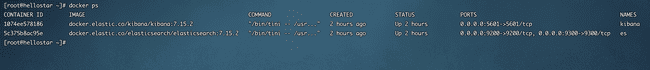 [root@hellostar ~]# docker ps
CONTAINER ID IMAGE COMMAND CREATED STATUS PORTS NAMES
1074ee578186 docker.elastic.co/kibana/kibana:7.15.2 "/bin/tini -- /usr..." 2 hours ago Up 2 hours 0.0.0.0:5601->5601/tcp kibana
5c375b8ac95e docker.elastic.co/elasticsearch/elasticsearch:7.15.2 "/bin/tini -- /usr..." 2 hours ago Up 2 hours 0.0.0.0:9200->9200/tcp, 0.0.0.0:9300->9300/tcp es
[root@hellostar ~]#